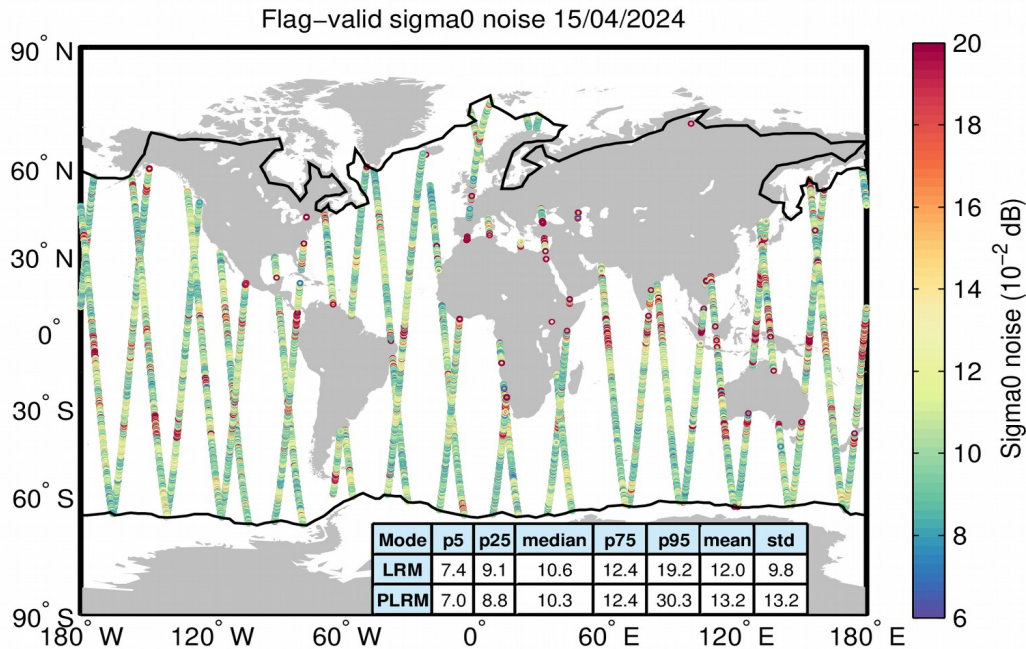 Flag−valid sigma0 noise 15/04/2024
90° N
60° N
30° N
0°
30° S
60° S
90° S
180° W
120° W
60° W
0°
60° E
120° E
180° E
Mode p5 p25 median p75 p95 mean std
LRM 7.4 9.1 10.6 12.4 19.2 12.0 9.8
PLRM 7.0 8.8 10.3 12.4 30.3 13.2 13.2
20
18
16
14
12
10
8
6
Sigma0 noise (10⁻² dB)